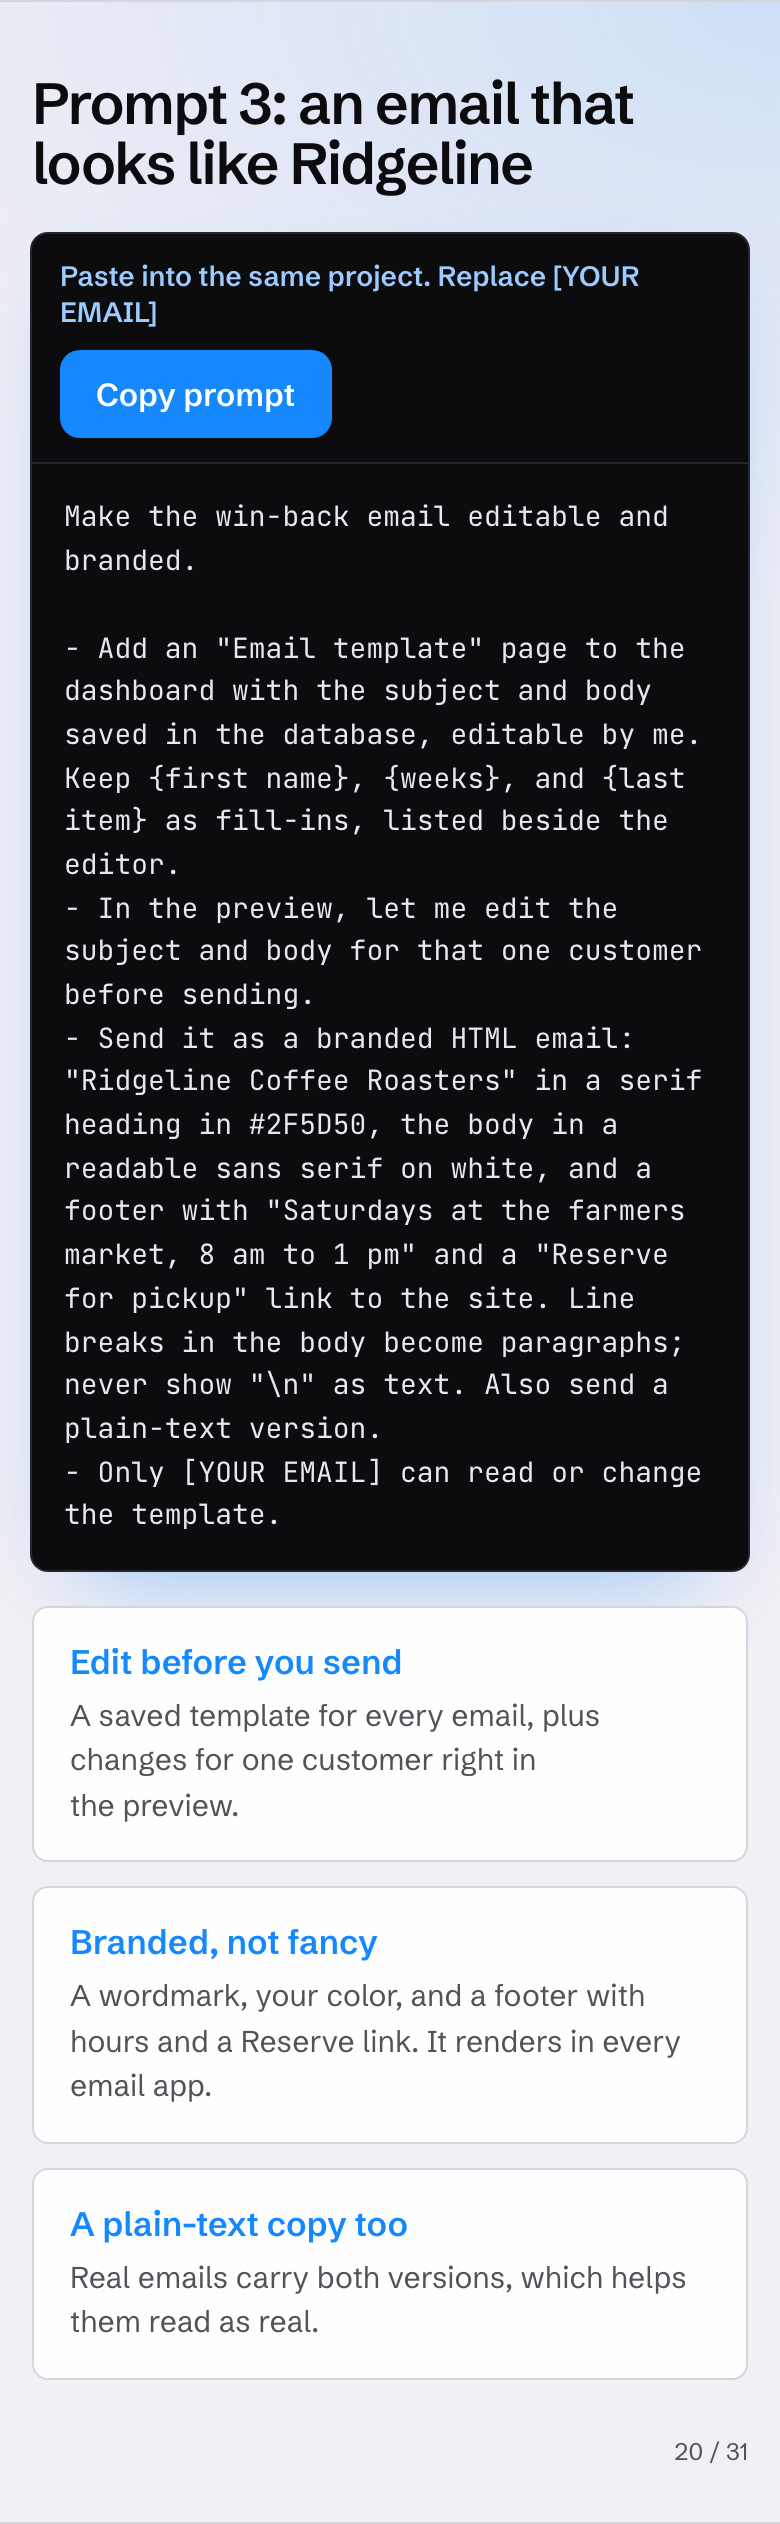 Prompt 3: an email that
looks like Ridgeline
Paste into the same project. Replace [YOUR
EMAIL]
Copy prompt
Make the win-back email editable and
branded.
- Add an "Email template" page to the
dashboard with the subject and body
saved in the database, editable by me.
Keep {first name}, {weeks}, and {last
item} as fill-ins, listed beside the
editor.
- In the preview, let me edit the
subject and body for that one customer
before sending.
- Send it as a branded HTML email:
"Ridgeline Coffee Roasters" in a serif
heading in #2F5D50, the body in a
readable sans serif on white, and a
footer with "Saturdays at the farmers
market, 8 am to 1 pm" and a "Reserve
for pickup" link to the site. Line
breaks in the body become paragraphs;
never show "\n" as text. Also send a
plain-text version.
- Only [YOUR EMAIL] can read or change
the template.
Edit before you send
A saved template for every email, plus
changes for one customer right in
the preview.
Branded, not fancy
A wordmark, your color, and a footer with
hours and a Reserve link. It renders in every
email app.
A plain-text copy too
Real emails carry both versions, which helps
them read as real.
20 / 31